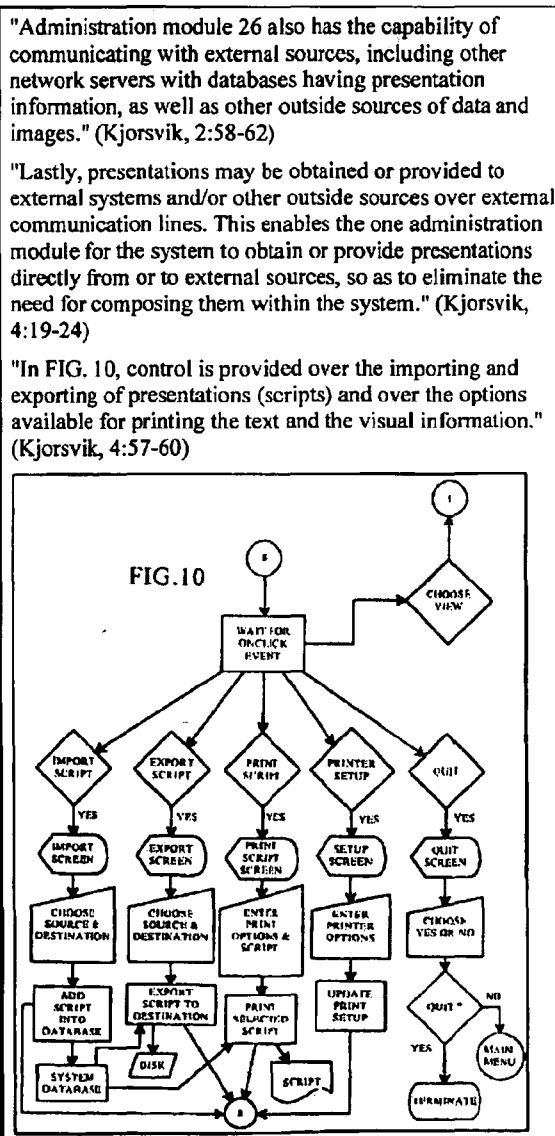 "Administration module 26 also has the capability of
communicating with external sources, including other
network servers with databases having presentation
information, as well as other outside sources of data and
images." (Kjorsvik, 2:58-62)
"Lastly, presentations may be obtained or provided to
external systems and/or other outside sources over external
communication lines. This enables the one administration
module for the system to obtain or provide presentations
directly from or to external sources, so as to eliminate the
need for composing them within the system." (Kjorsvik,
4:19-24)
"In FIG. 10, control is provided over the importing and
exporting of presentations (scripts) and over the options
available for printing the text and the visual information."
(Kjorsvik, 4:57-60)
FIG.10
CHOOSE
VIEW
WAIT FOR
ONCLICK
EVENT
IMPORT
SCRIPT
EXPORT
SCRIPT
PRINT
SCRIPT
PRINTER
SETUP
QUIT
YES
YES
YES
YES
YES
IMPORT
SCREEN
EXPORT
SCREEN
PRINT
SCRIPT
SCREEN
SETUP
SCREEN
QUIT
SCREEN
CHOOSE
SOURCE &
DESTINATION
CHOOSE
SOURCE &
DESTINATION
ENTER
PRINT
OPTIONS &
SCRIPT
ENTER
PRINTER
OPTIONS
CHOOSE
YES OR NO
ADD
SCRIPT
INTO
DATABASE
EXPORT
SCRIPT TO
DESTINATION
PRINT
SELECTED
SCRIPT
UPDATE
PRINT
SETUP
QUIT
NO
YES
MAIN
MENU
SYSTEM
DATABASE
DISK
SCRIPT
TERMINATE